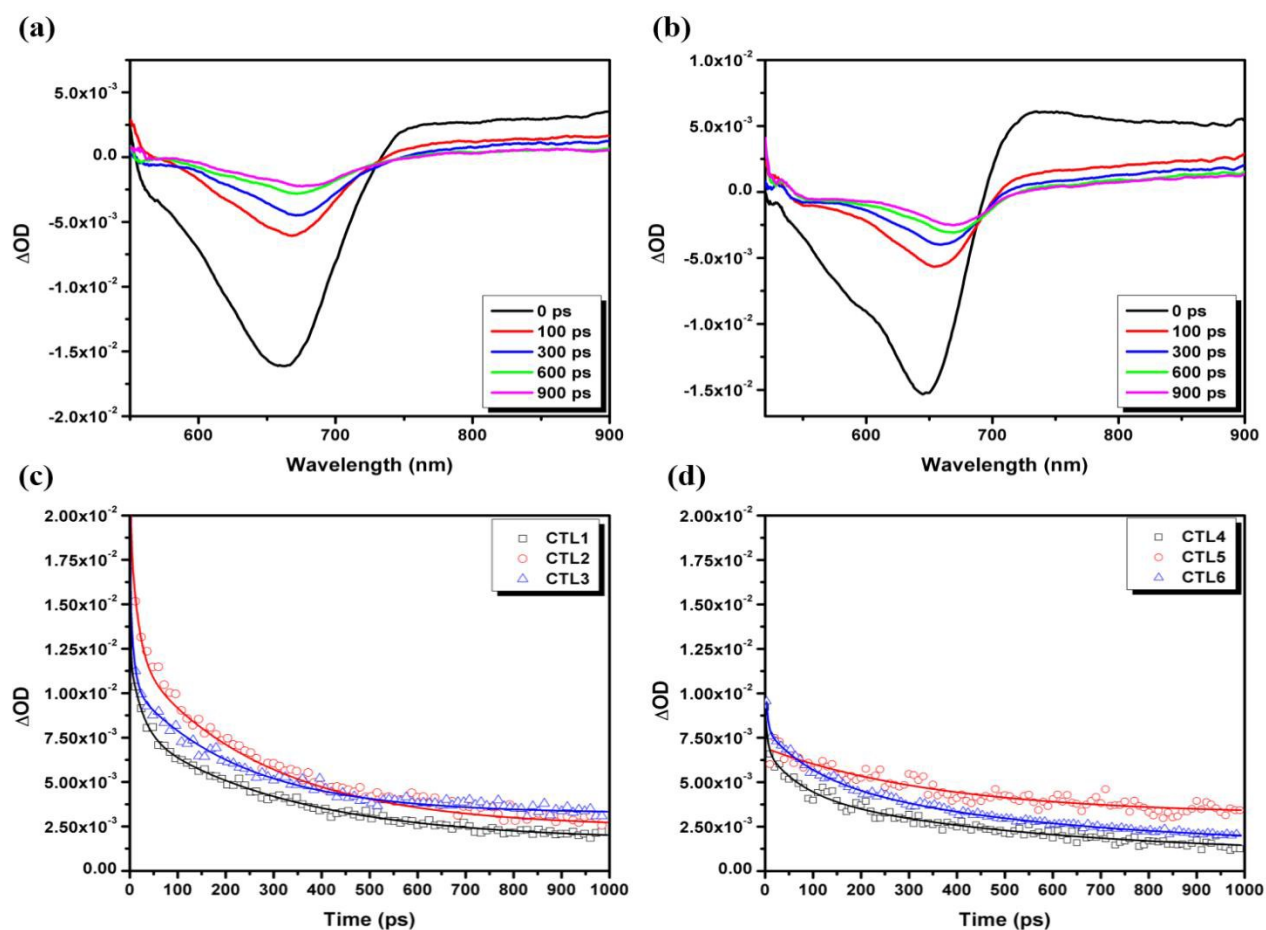 (a)
5.0x10⁻³
0.0
-5.0x10⁻³
-1.0x10⁻²
-1.5x10⁻²
-2.0x10⁻²
ΔOD
600
700
800
900
Wavelength (nm)
0 ps
100 ps
300 ps
600 ps
900 ps
(b)
1.0x10⁻²
5.0x10⁻³
0.0
-5.0x10⁻³
-1.0x10⁻²
-1.5x10⁻²
ΔOD
600
700
800
900
Wavelength (nm)
0 ps
100 ps
300 ps
600 ps
900 ps
(c)
2.00x10⁻²
1.75x10⁻²
1.50x10⁻²
1.25x10⁻²
1.00x10⁻²
7.50x10⁻³
5.00x10⁻³
2.50x10⁻³
0.00
ΔOD
0 100 200 300 400 500 600 700 800 900 1000
Time (ps)
CTL1
CTL2
CTL3
(d)
2.00x10⁻²
1.75x10⁻²
1.50x10⁻²
1.25x10⁻²
1.00x10⁻²
7.50x10⁻³
5.00x10⁻³
2.50x10⁻³
0.00
ΔOD
0 100 200 300 400 500 600 700 800 900 1000
Time (ps)
CTL4
CTL5
CTL6